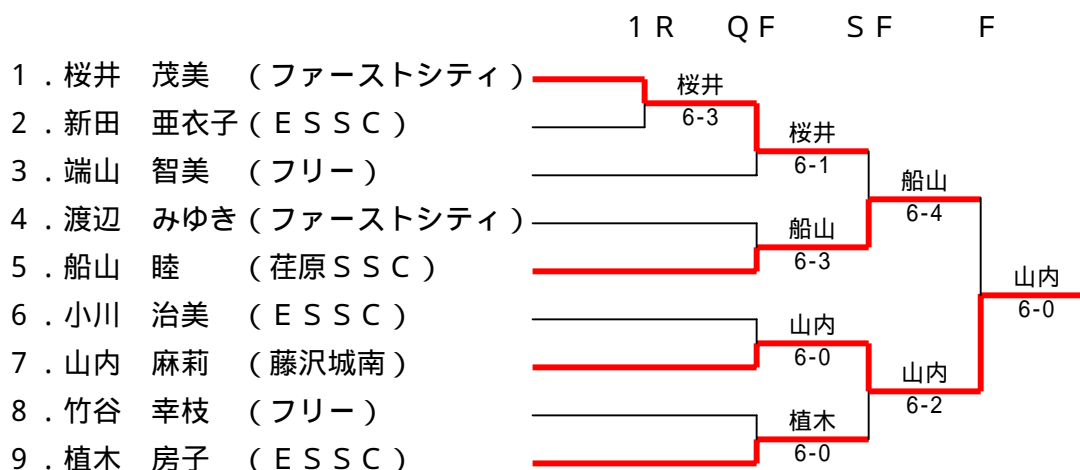 1R QF SF F
1．桜井　茂美　（ファーストシティ）
桜井
6-3
2．新田　亜衣子（ＥＳＳＣ）
桜井
6-1
3．端山　智美　（フリー）
船山
6-4
4．渡辺　みゆき（ファーストシティ）
船山
6-3
5．船山　睦　　（荏原ＳＳＣ）
山内
6-0
6．小川　治美　（ＥＳＳＣ）
山内
6-0
7．山内　麻莉　（藤沢城南）
山内
6-2
8．竹谷　幸枝　（フリー）
植木
6-0
9．植木　房子　（ＥＳＳＣ）